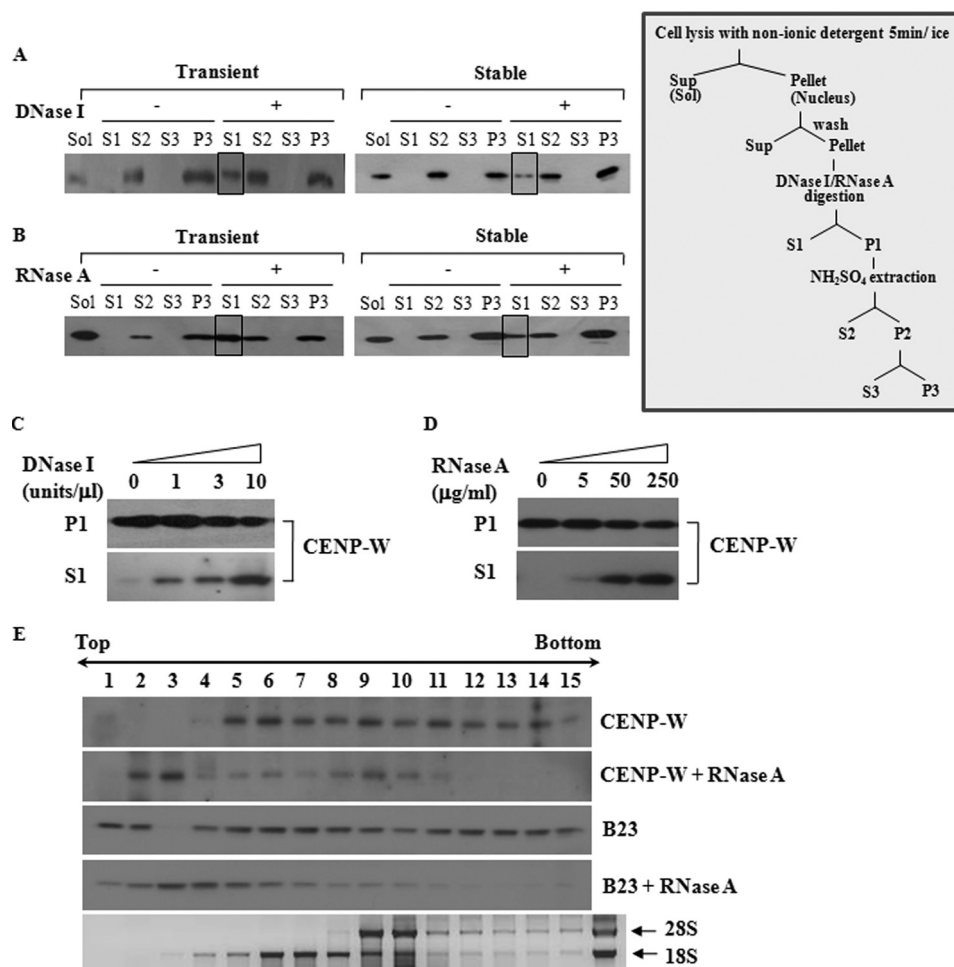 A
Transient
Stable
DNase I - + - +
Sol S1 S2 S3 P3 S1 S2 S3 P3 Sol S1 S2 S3 P3 S1 S2 S3 P3
B
Transient
Stable
RNase A - + - +
Sol S1 S2 S3 P3 S1 S2 S3 P3 Sol S1 S2 S3 P3 S1 S2 S3 P3
Cell lysis with non-ionic detergent 5min/ ice
Sup Pellet
(Sol) (Nucleus)
wash
Sup Pellet
DNase I/RNase A
digestion
S1 P1
NH2SO4 extraction
S2 P2
S3 P3
C
DNase I
(units/µl) 0 1 3 10
P1
CENP-W
S1
D
RNase A
(µg/ml) 0 5 50 250
P1
CENP-W
S1
E
Top Bottom
1 2 3 4 5 6 7 8 9 10 11 12 13 14 15
CENP-W
CENP-W + RNase A
B23
B23 + RNase A
28S
18S